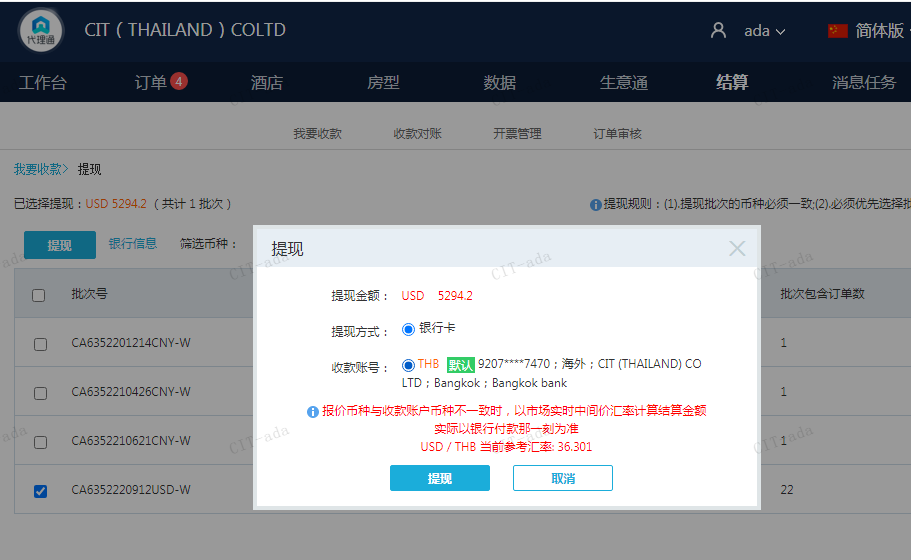 代理通
CIT ( THAILAND ) COLTD
ada
简体版
工作台
订单 4
酒店
房型
数据
生意通
结算
消息任务
我要收款
收款对账
开票管理
订单审核
我要收款> 提现
已选择提现：USD 5294.2 （ 共计 1 批次 ）
提现规则：(1).提现批次的币种必须一致;(2).必须优先选择
提现
银行信息
筛选币种：
批次号
批次包含订单数
CA6352201214CNY-W
1
CA6352210426CNY-W
1
CA6352210621CNY-W
1
CA6352220912USD-W
22
提现
提现金额： USD 5294.2
提现方式： 银行卡
收款账号： THB 默认 9207****7470；海外；CIT (THAILAND) CO
LTD；Bangkok；Bangkok bank
报价币种与收款账户币种不一致时，以市场实时中间价汇率计算结算金额
实际以银行付款那一刻为准
USD / THB 当前参考汇率: 36.301
提现
取消
CIT-ada
CIT-ada
CIT-ada
CIT-ada
CIT-ada